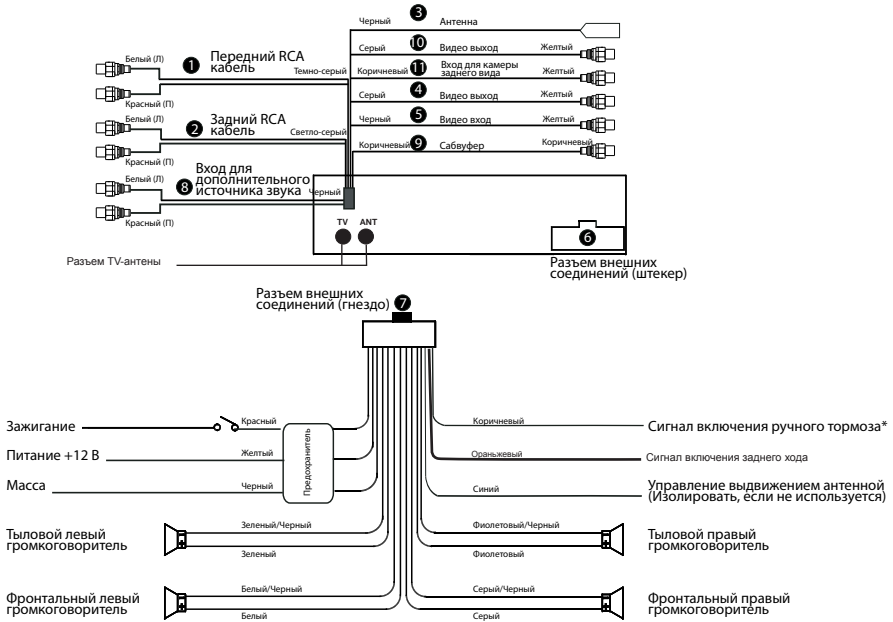 Черный 3 Антенна
Серый 10 Видео выход Желтый
Коричневый 11 Вход для камеры
заднего вида Желтый
Серый 4 Видео выход Желтый
Черный 5 Видео вход Желтый
Коричневый 9 Сабвуфер Коричневый
Белый (Л)
1 Передний RCA
кабель
Темно-серый
Красный (П)
Белый (Л)
2 Задний RCA
кабель
Светло-серый
Красный (П)
Белый (Л)
8 Вход для
дополнительного
источника звука
Черный
Красный (П)
TV ANT
6
Разъем TV-антены
Разъем внешних
соединений (штекер)
Разъем внешних
соединений (гнездо) 7
Зажигание
Красный
Питание +12 В
Желтый
Масса
Черный
Предохранитель
Коричневый
Сигнал включения ручного тормоза*
Ораньжевый
Сигнал включения заднего хода
Синий
Управление выдвижением антенной
(Изолировать, если не используется)
Тыловой левый
громкоговоритель
Зеленый/Черный
Зеленый
Фиолетовый/Черный
Фиолетовый
Тыловой правый
громкоговоритель
Фронтальный левый
громкоговоритель
Белый/Черный
Белый
Серый/Черный
Серый
Фронтальный правый
громкоговоритель